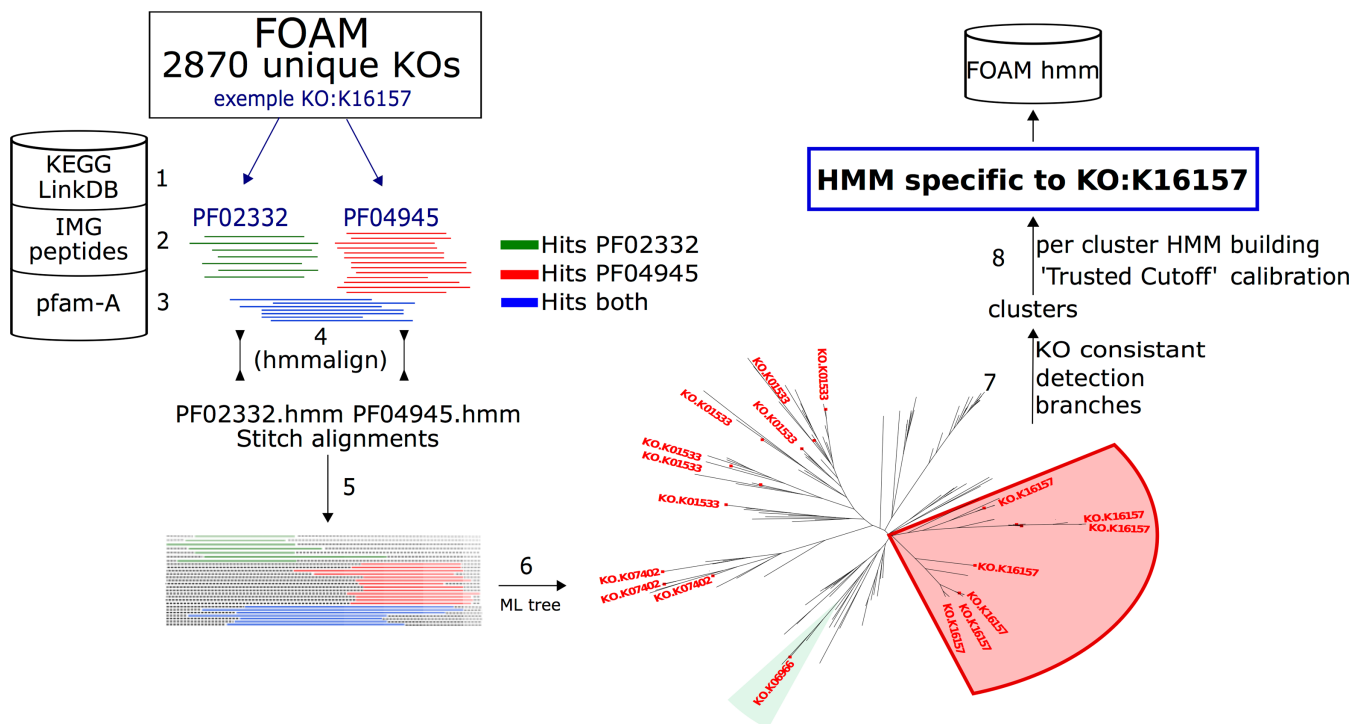 FOAM
2870 unique KOs
exemple KO:K16157
KEGG
LinkDB
IMG
peptides
pfam-A
1
2
3
PF02332
PF04945
Hits PF02332
Hits PF04945
Hits both
4
(hmmalign)
PF02332.hmm PF04945.hmm
Stitch alignments
5
6
ML tree
KO.K01533
KO.K01533
KO.K01533
KO.K01533
KO.K01533
KO.K01533
KO.K01533
KO.K07402
KO.K07402
KO.K07402
KO.K06966
KO.K16157
KO.K16157
KO.K16157
KO.K16157
KO.K16157
KO.K16157
KO.K16157
7
KO consistant
detection
branches
clusters
8
per cluster HMM building
'Trusted Cutoff' calibration
HMM specific to KO:K16157
FOAM hmm